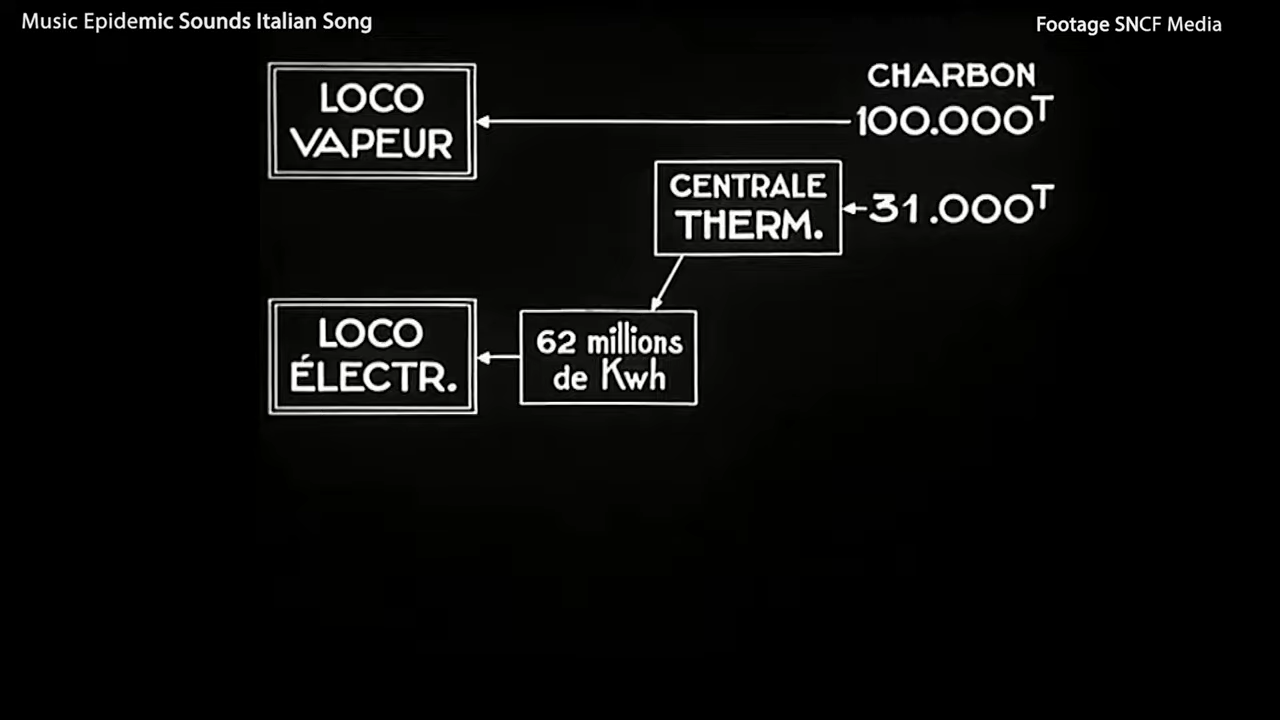 Music Epidemic Sounds Italian Song
Footage SNCF Media
LOCO
VAPEUR
CHARBON
100.000T
CENTRALE
THERM.
31.000T
LOCO
ÉLECTR.
62 millions
de Kwh